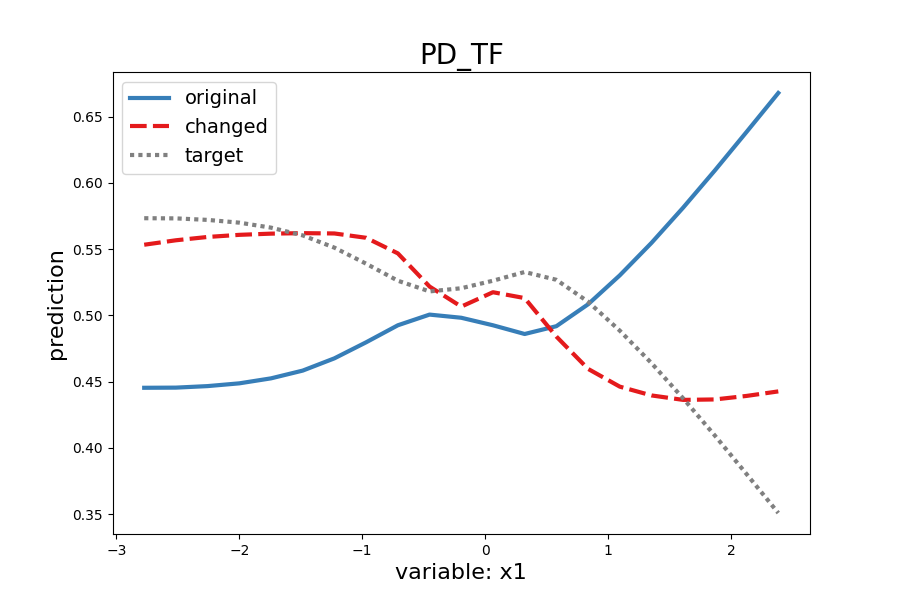 PD_TF
original
changed
target
0.65
0.60
0.55
0.50
0.45
0.40
0.35
prediction
−3
−2
−1
0
1
2
variable: x1